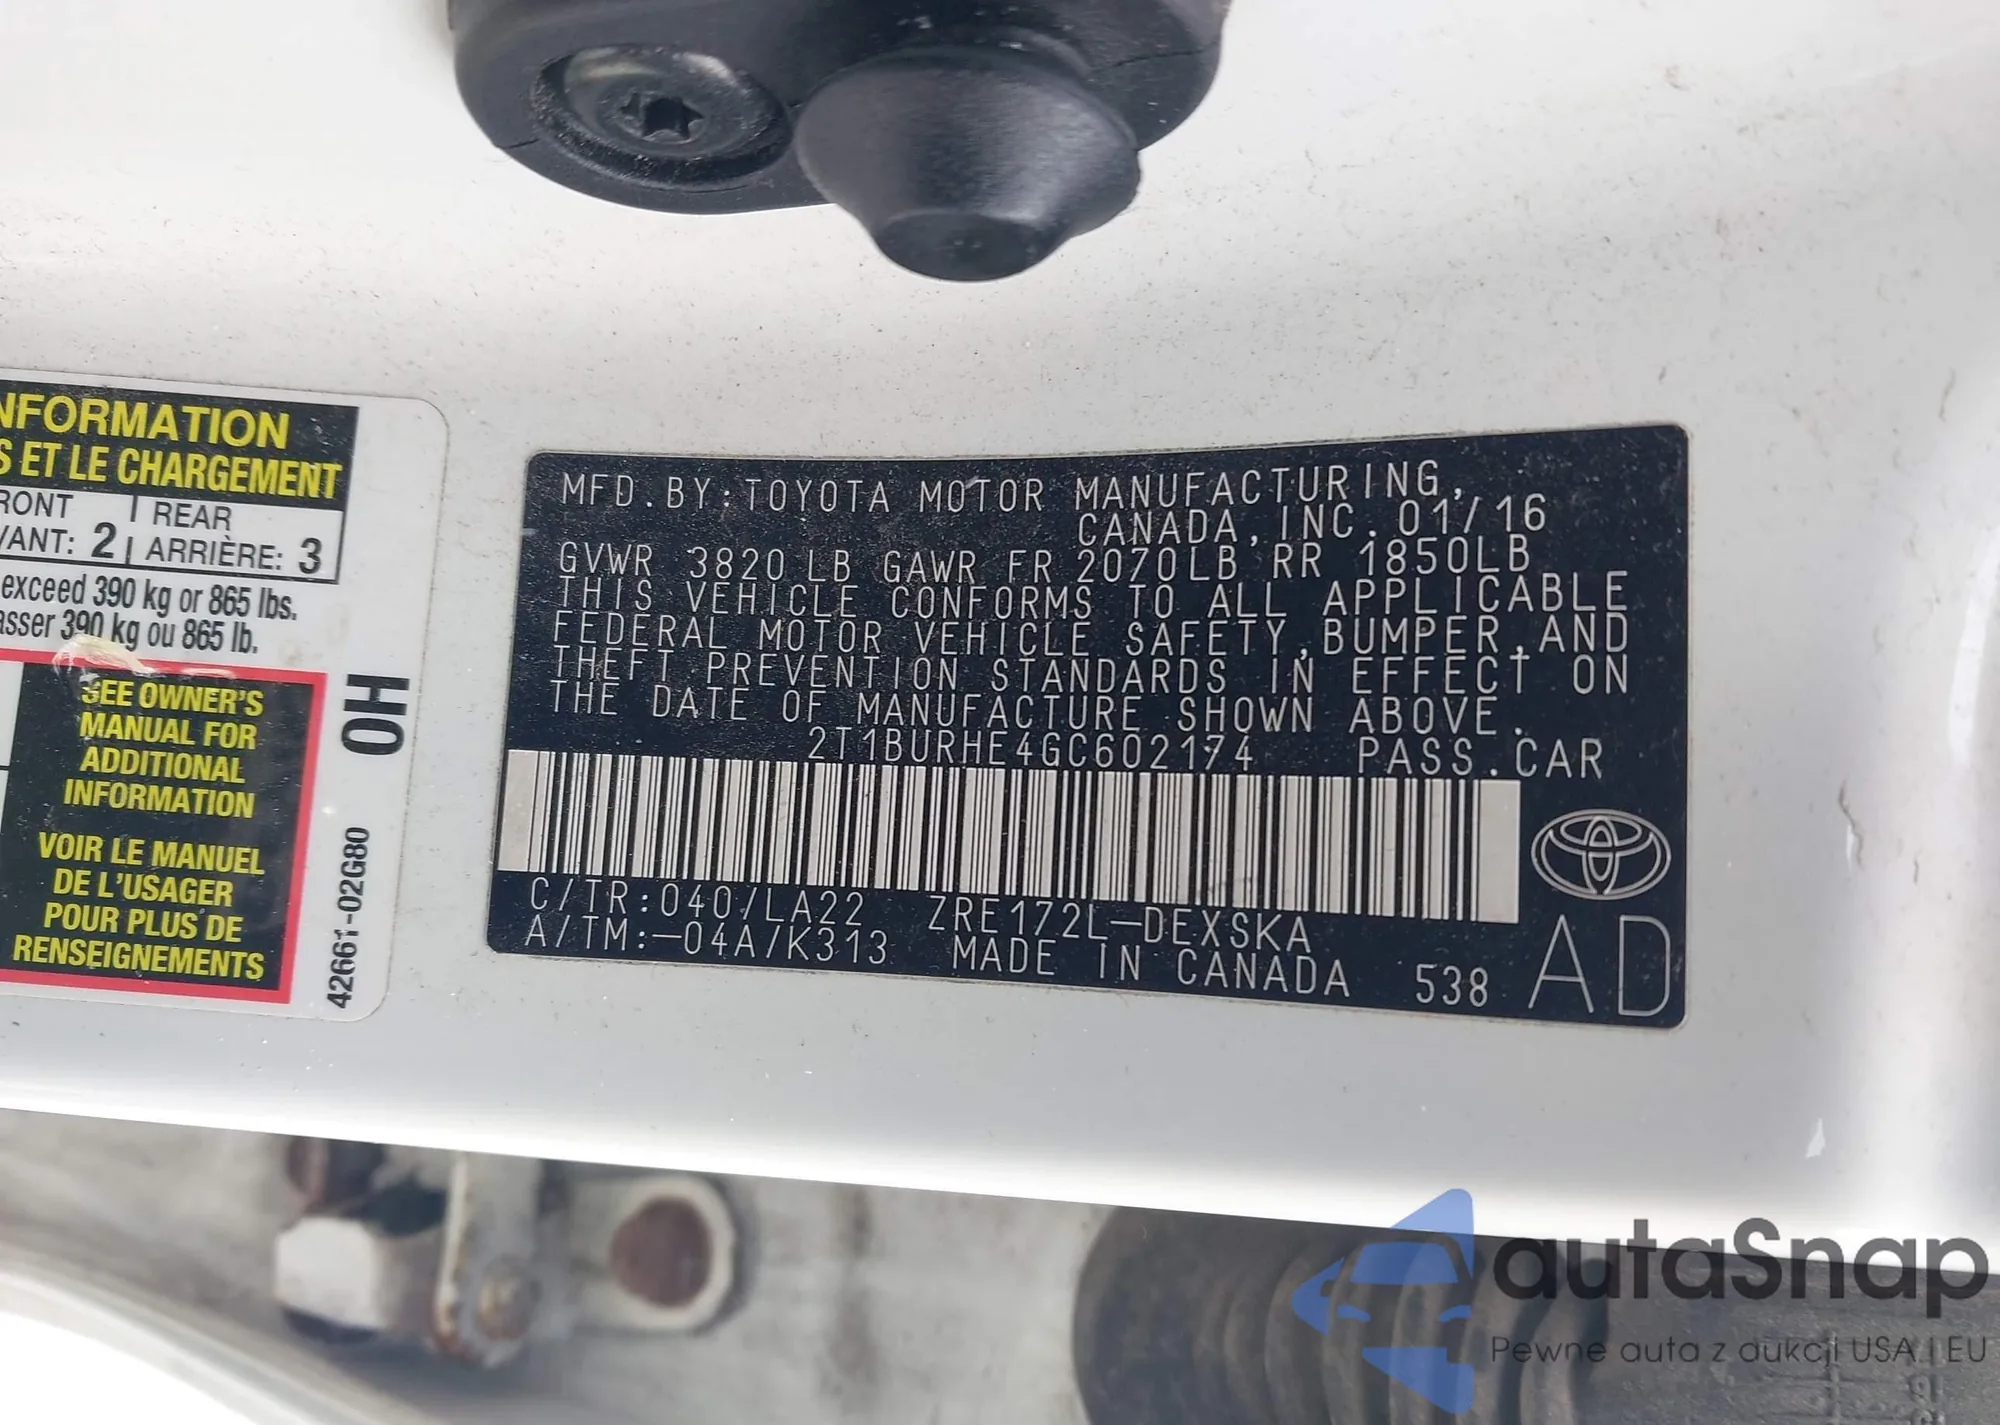 NFORMATION
S ET LE CHARGEMENT
RONT | REAR
VANT: 2 | ARRIÈRE: 3
exceed 390 kg or 865 lbs.
asser 390 kg ou 865 lb.
SEE OWNER'S
MANUAL FOR
ADDITIONAL
INFORMATION
VOIR LE MANUEL
DE L'USAGER
POUR PLUS DE
RENSEIGNEMENTS
0H
42661-02G80
MFD.BY:TOYOTA MOTOR MANUFACTURING,
CANADA,INC.01/16
GVWR 3820LB GAWR FR 2070LB RR 1850LB
THIS VEHICLE CONFORMS TO ALL APPLICABLE
FEDERAL MOTOR VEHICLE SAFETY,BUMPER,AND
THEFT PREVENTION STANDARDS IN EFFECT ON
THE DATE OF MANUFACTURE SHOWN ABOVE.
2T1BURHE4GC602174 PASS.CAR
C/TR:040/LA22 ZRE172L-DEXSKA
A/TM:-04A/K313 MADE IN CANADA 538 AD
autaSnap
Pewne auta z aukcji USA | EU